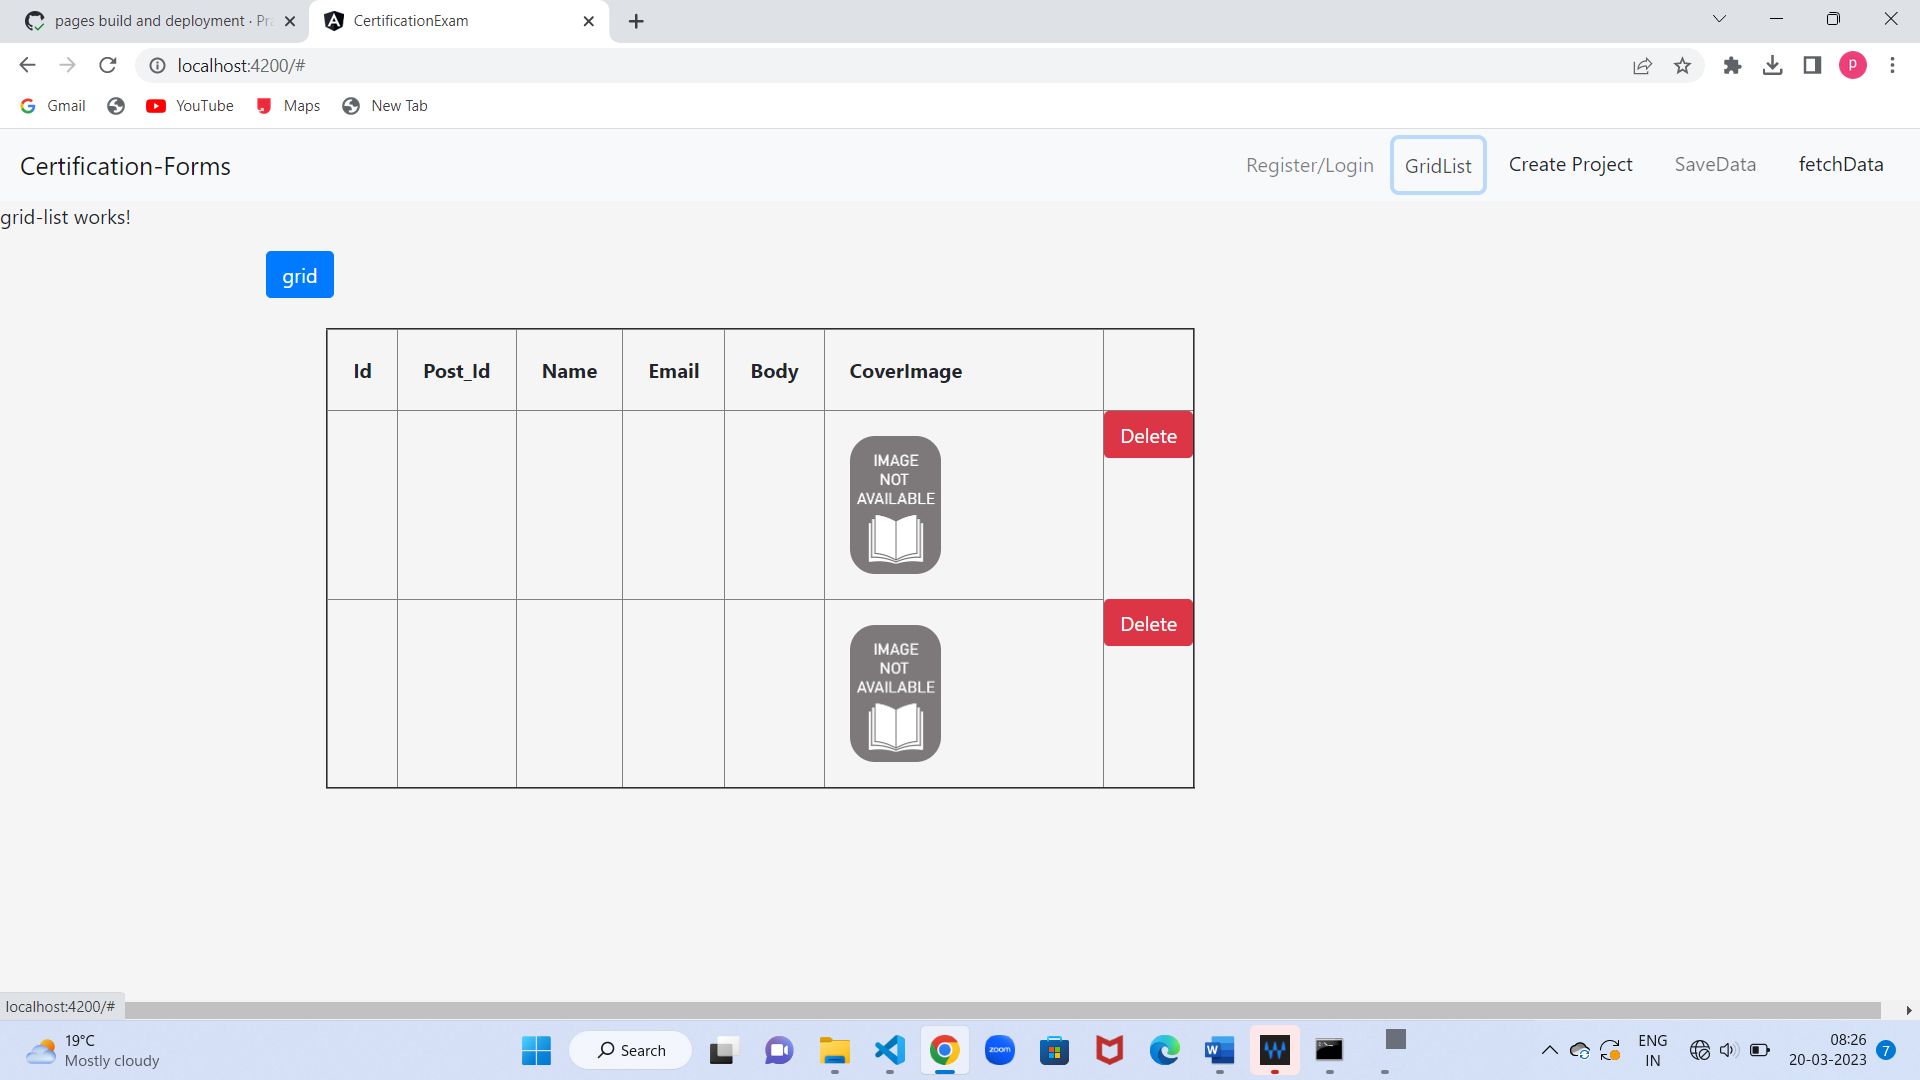 pages build and deployment · Pra
CertificationExam
localhost:4200/#
P
Gmail
YouTube
Maps
New Tab
Certification-Forms
Register/Login
GridList
Create Project
SaveData
fetchData
grid-list works!
grid
Id Post_Id Name Email Body CoverImage
IMAGE
NOT
AVAILABLE
Delete
IMAGE
NOT
AVAILABLE
Delete
localhost:4200/#
19°C
Mostly cloudy
Search
zoom
W
ENG
IN
08:26
20-03-2023
7